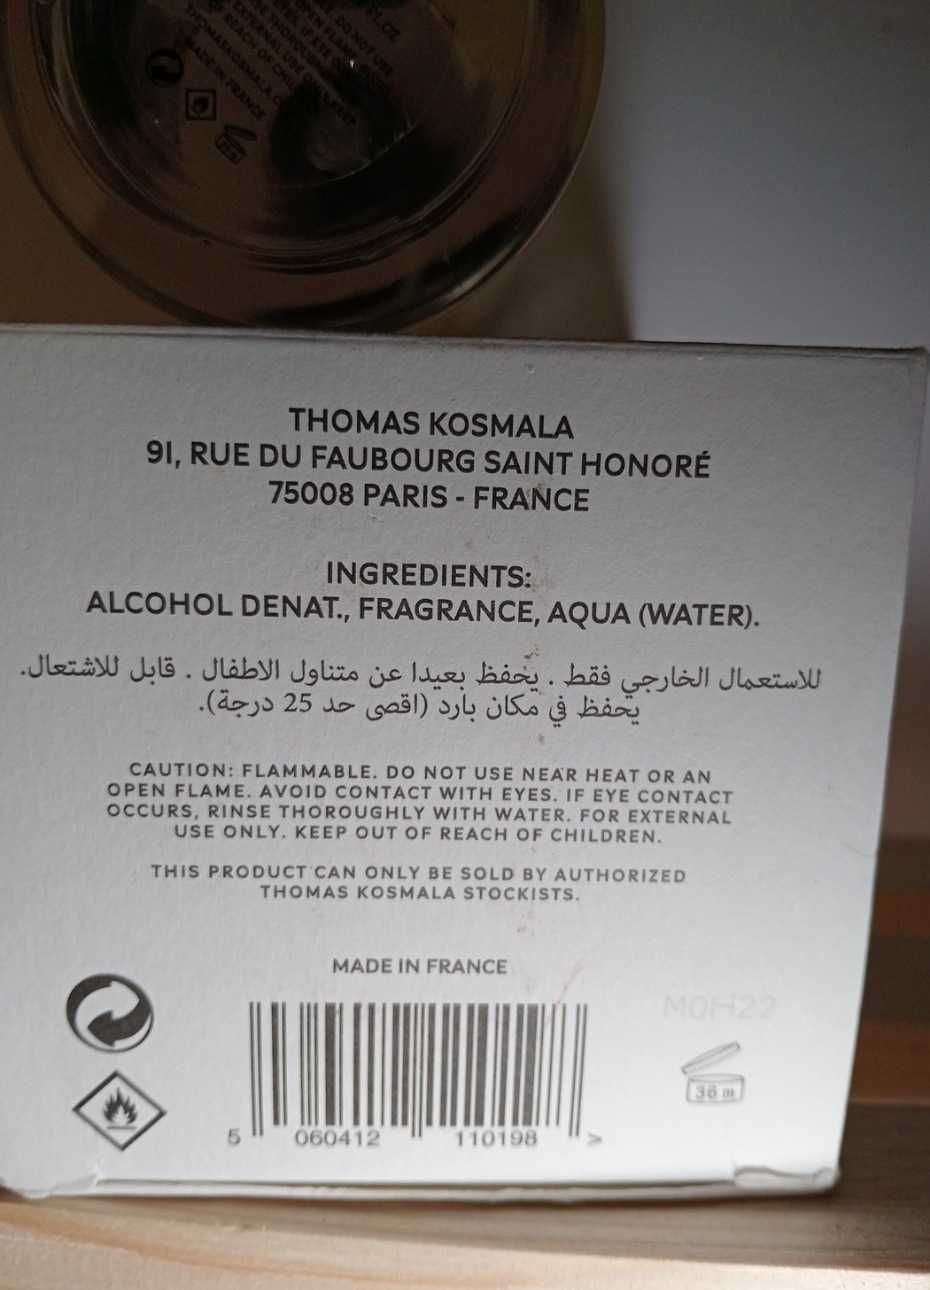 MADE IN FRANCE
THOMAS KOSMALA
91, RUE DU FAUBOURG SAINT HONORÉ
75008 PARIS - FRANCE
INGREDIENTS:
ALCOHOL DENAT., FRAGRANCE, AQUA (WATER).
للاستعمال الخارجي فقط . يحفظ بعيدا عن متناول الاطفال . قابل للاشتعال.
يحفظ في مكان بارد (اقصى حد 25 درجة).
CAUTION: FLAMMABLE. DO NOT USE NEAR HEAT OR AN
OPEN FLAME. AVOID CONTACT WITH EYES. IF EYE CONTACT
OCCURS, RINSE THOROUGHLY WITH WATER. FOR EXTERNAL
USE ONLY. KEEP OUT OF REACH OF CHILDREN.
THIS PRODUCT CAN ONLY BE SOLD BY AUTHORIZED
THOMAS KOSMALA STOCKISTS.
MADE IN FRANCE
M0H22
36 m
5 060412 110198 >